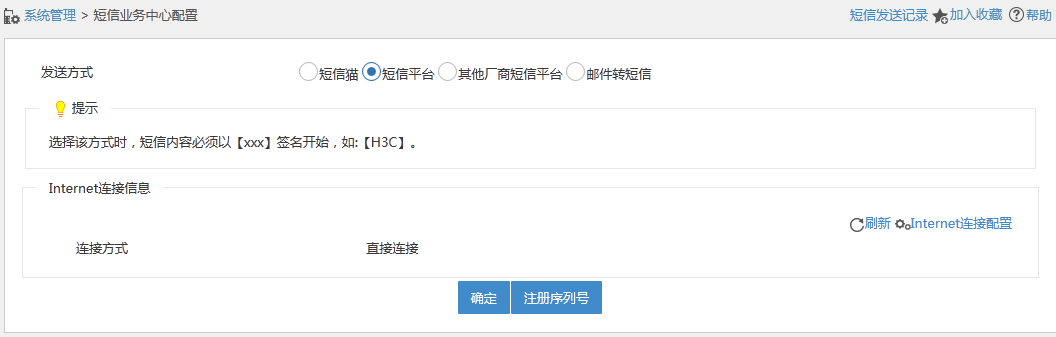 系统管理 > 短信业务中心配置 短信发送记录 加入收藏 帮助
发送方式 短信猫 短信平台 其他厂商短信平台 邮件转短信
提示
选择该方式时，短信内容必须以【xxx】签名开始，如:【H3C】。
Internet连接信息
刷新 Internet连接配置
连接方式 直接连接
确定 注册序列号